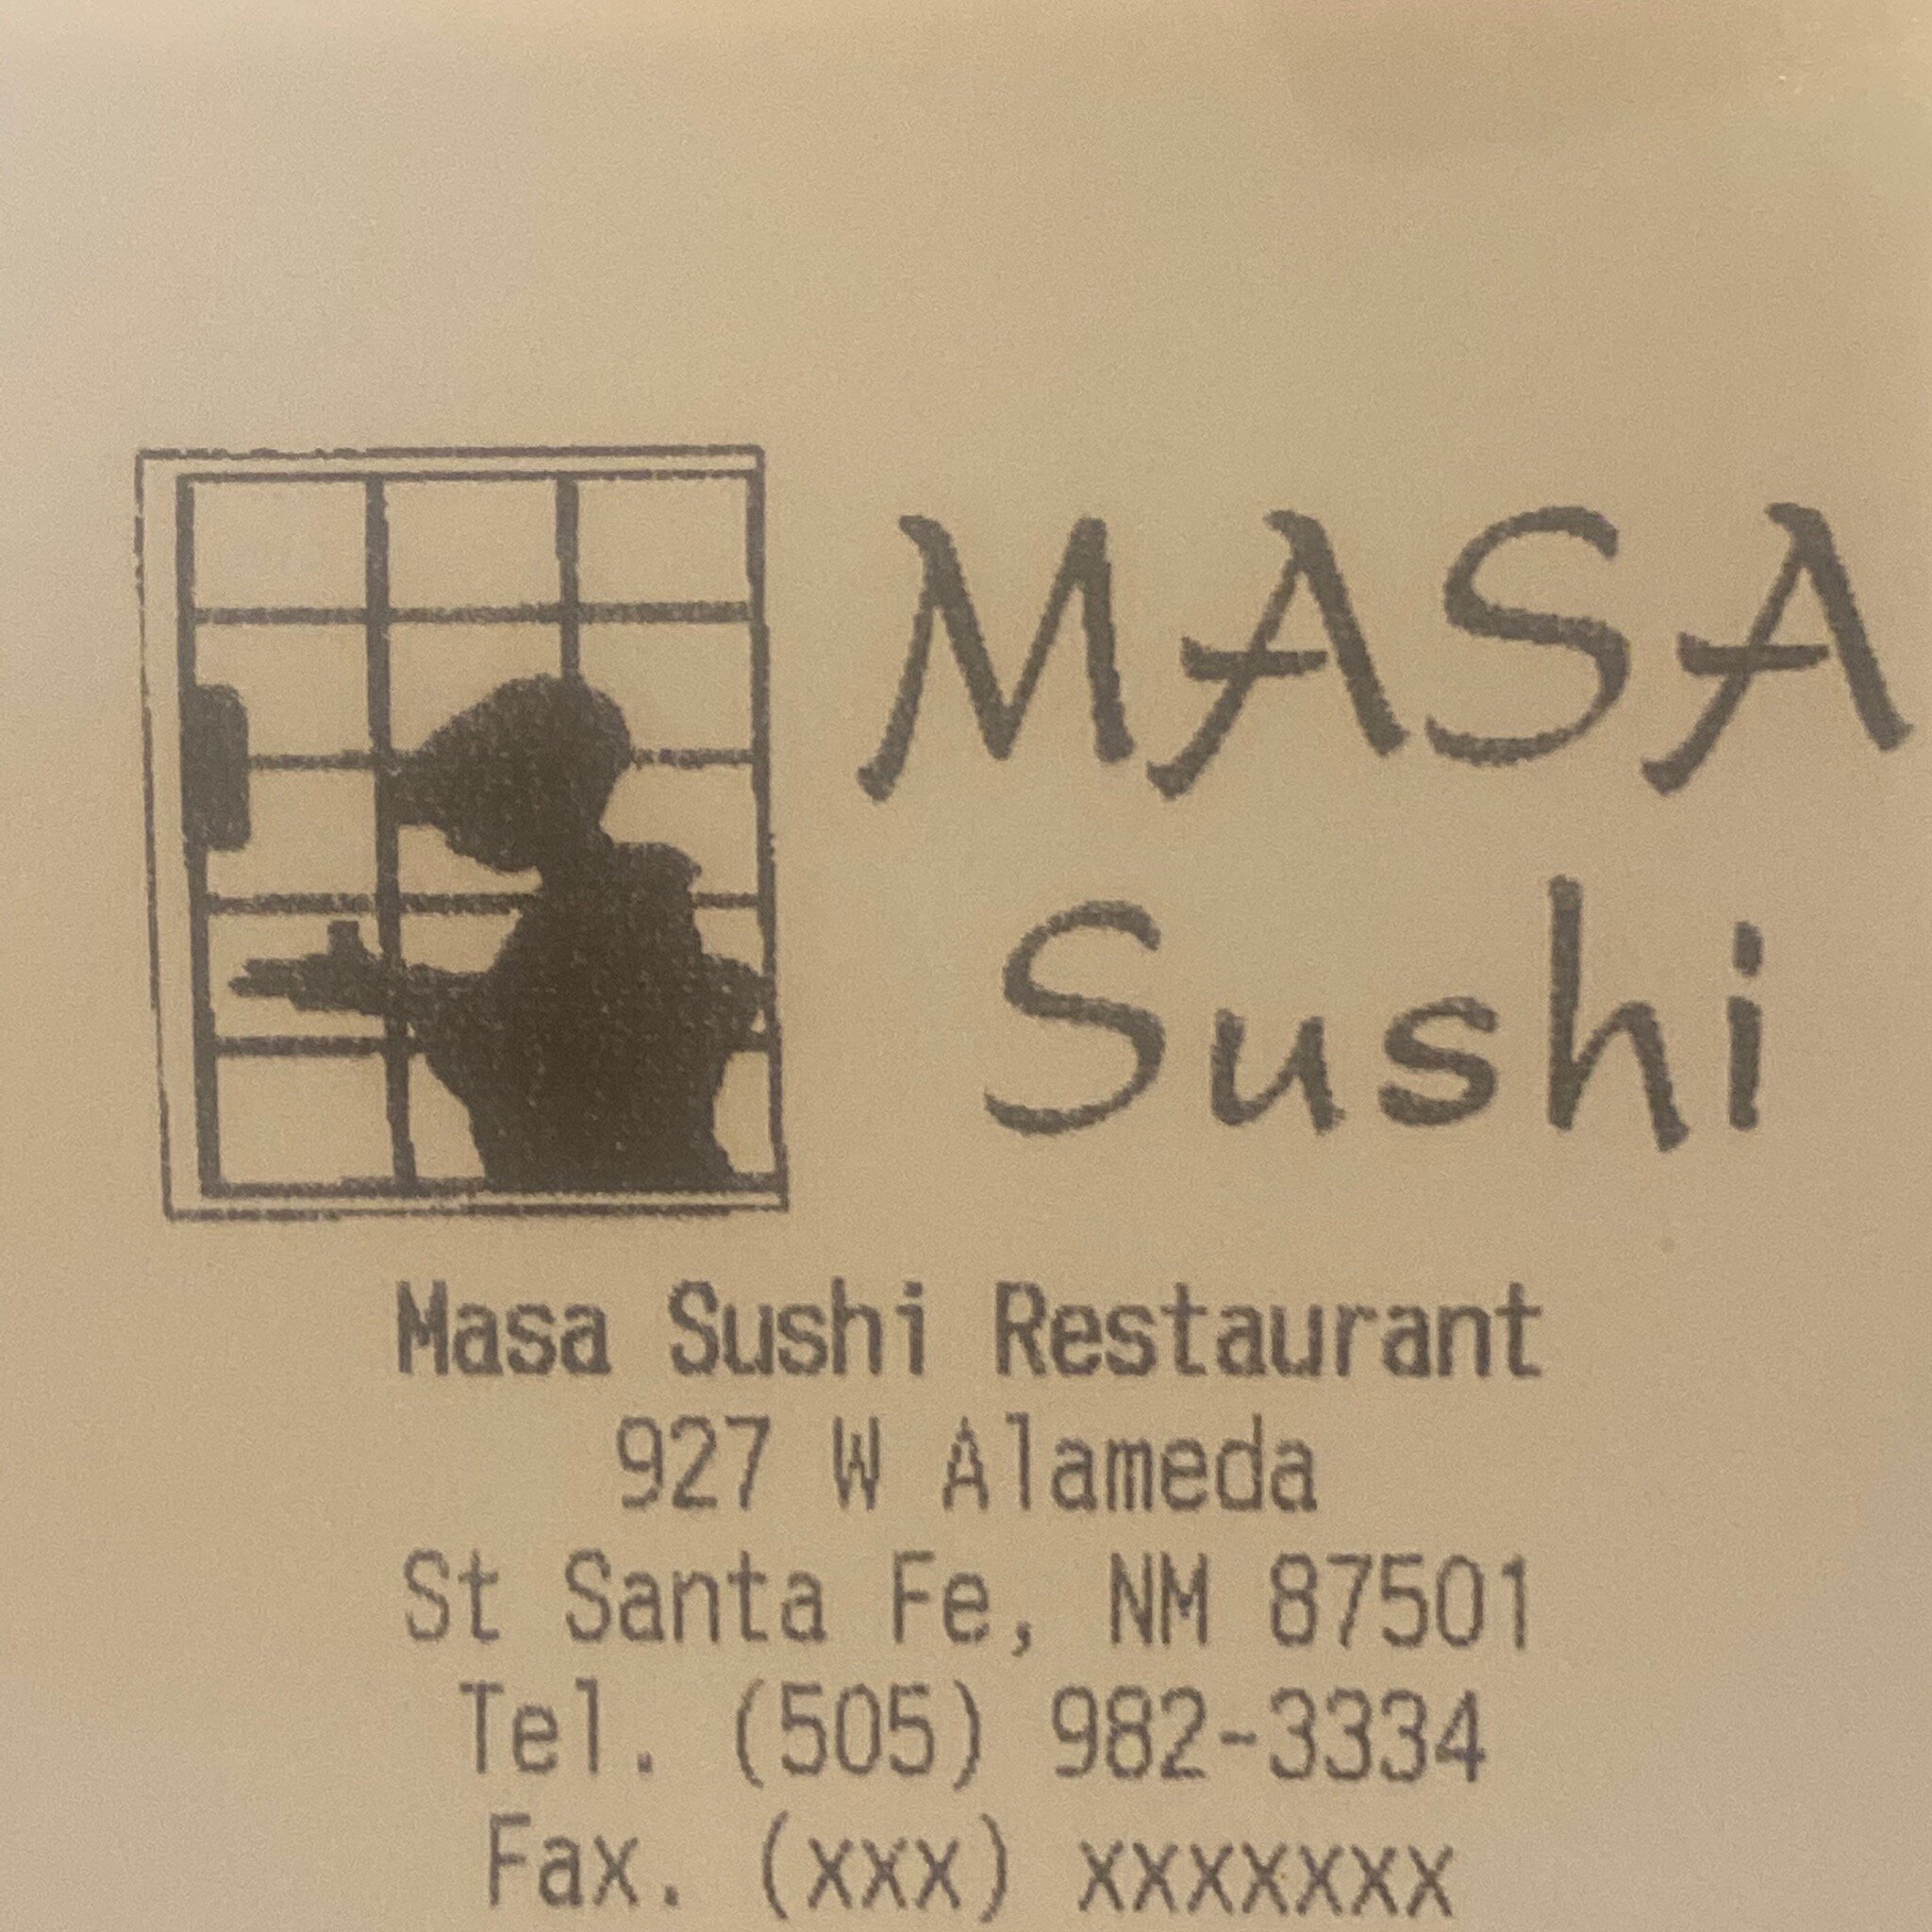 MASA
Sushi
Masa Sushi Restaurant
927 W Alameda
St Santa Fe, NM 87501
Tel. (505) 982-3334
Fax. (xxx) xxxxxxx